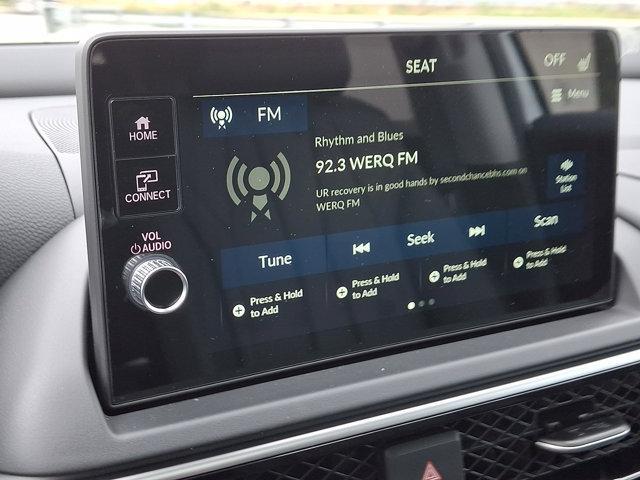 SEAT
OFF
HOME
FM
Menu
Rhythm and Blues
92.3 WERQ FM
UR recovery is in good hands by secondchancebhs.com on
WERQ FM
Station
List
CONNECT
VOL
AUDIO
Tune
Seek
Scan
Press & Hold
to Add
Press & Hold
to Add
Press & Hold
to Add
Press & Hold
to Add